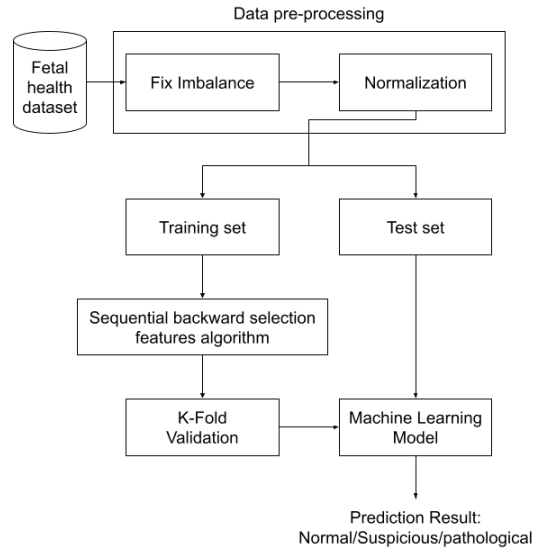 Data pre-processing
Fetal
health
dataset
Fix Imbalance
Normalization
Training set
Test set
Sequential backward selection
features algorithm
K-Fold
Validation
Machine Learning
Model
Prediction Result:
Normal/Suspicious/pathological